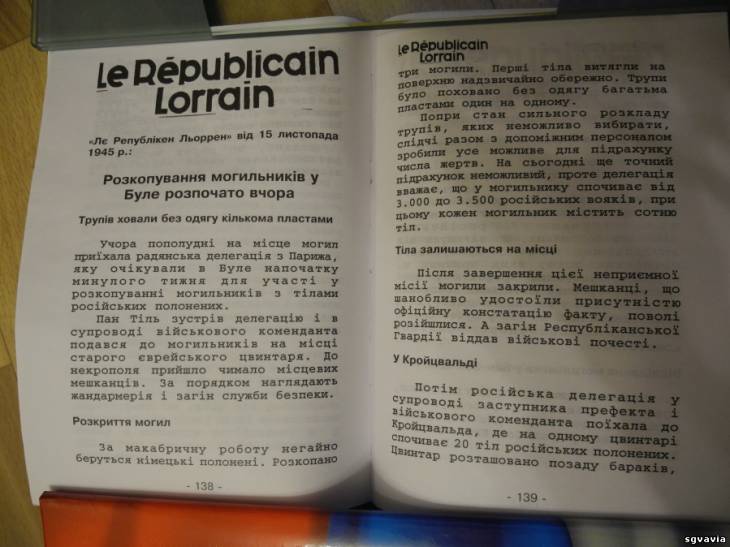 Le Républicain
Lorrain
«Лє Републікен Льоррен» від 15 листопада
1945 р.:
Розкопування могильників у
Буле розпочато вчора
Трупів ховали без одягу кількома пластами
Учора пополудні на місце могил
приїхала радянська делегація з Парижа,
яку очікували в Буле напочатку
минулого тижня для участі у
розкопуванні могильників з тілами
російських полонених.
Пан Тіль зустрів делегацію і в
супроводі військового коменданта
подався до могильників на місці
старого єврейського цвинтаря. До
некрополя прийшло чимало місцевих
мешканців. За порядком наглядають
жандармерія і загін служби безпеки.
Розкриття могил
За макабричну роботу негайно
беруться німецькі полонені. Розкопано
- 138 -
Le Républicain
Lorrain
три могили. Перші тіла витягли на
поверхню надзвичайно обережно. Трупи
було поховано без одягу багатьма
пластами один на одному.
Попри стан сильного розкладу
трупів, яких неможливо вибирати,
слідчі разом з допоміжним персоналом
зробили усе можливе для підрахунку
числа жертв. На сьогодні ще точний
підрахунок неможливий, проте делегація
вважає, що у могильнику спочиває від
3.000 до 3.500 російських вояків, при
цьому кожен могильник містить сотню
тіл.
Тіла залишаються на місці
Після завершення цієї неприємної
місії могили закрили. Мешканці, що
шанобливо удостоїли присутністю
офіційну констатацію факту, поволі
розійшлися. А загін Республіканської
Гвардії віддав військові почесті.
У Кройцвальді
Потім російська делегація у
супроводі заступника префекта і
військового коменданта поїхала до
Кройцвальда, де на одному цвинтарі
спочиває 20 тіл російських полонених.
Цвинтар розташовано позаду бараків,
- 139 -
sgvavia